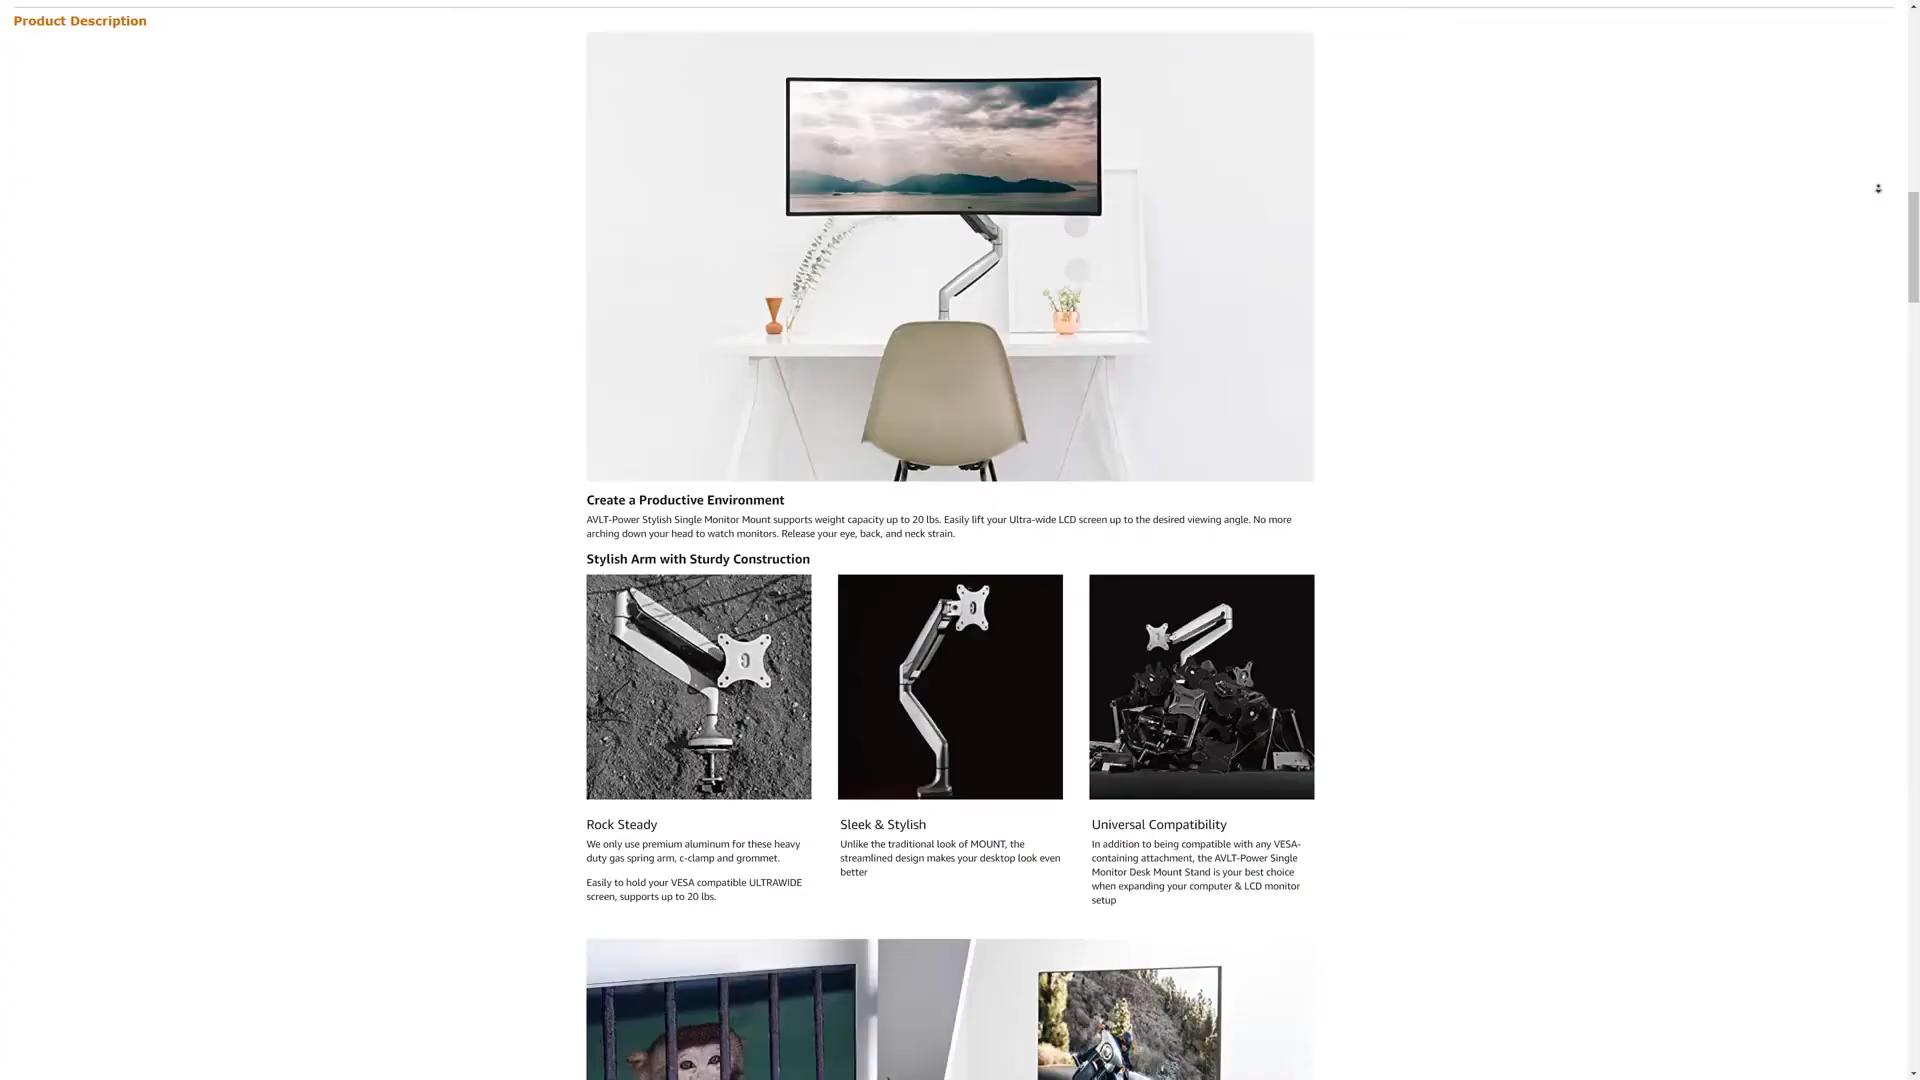 Product Description
Create a Productive Environment
AVLT-Power Stylish Single Monitor Mount supports weight capacity up to 20 lbs. Easily lift your Ultra-wide LCD screen up to the desired viewing angle. No more
arching down your head to watch monitors. Release your eye, back, and neck strain.
Stylish Arm with Sturdy Construction
Rock Steady
We only use premium aluminum for these heavy
duty gas spring arm, c-clamp and grommet.
Easily to hold your VESA compatible ULTRAWIDE
screen, supports up to 20 lbs.
Sleek & Stylish
Unlike the traditional look of MOUNT, the
streamlined design makes your desktop look even
better
Universal Compatibility
In addition to being compatible with any VESA-
containing attachment, the AVLT-Power Single
Monitor Desk Mount Stand is your best choice
when expanding your computer & LCD monitor
setup